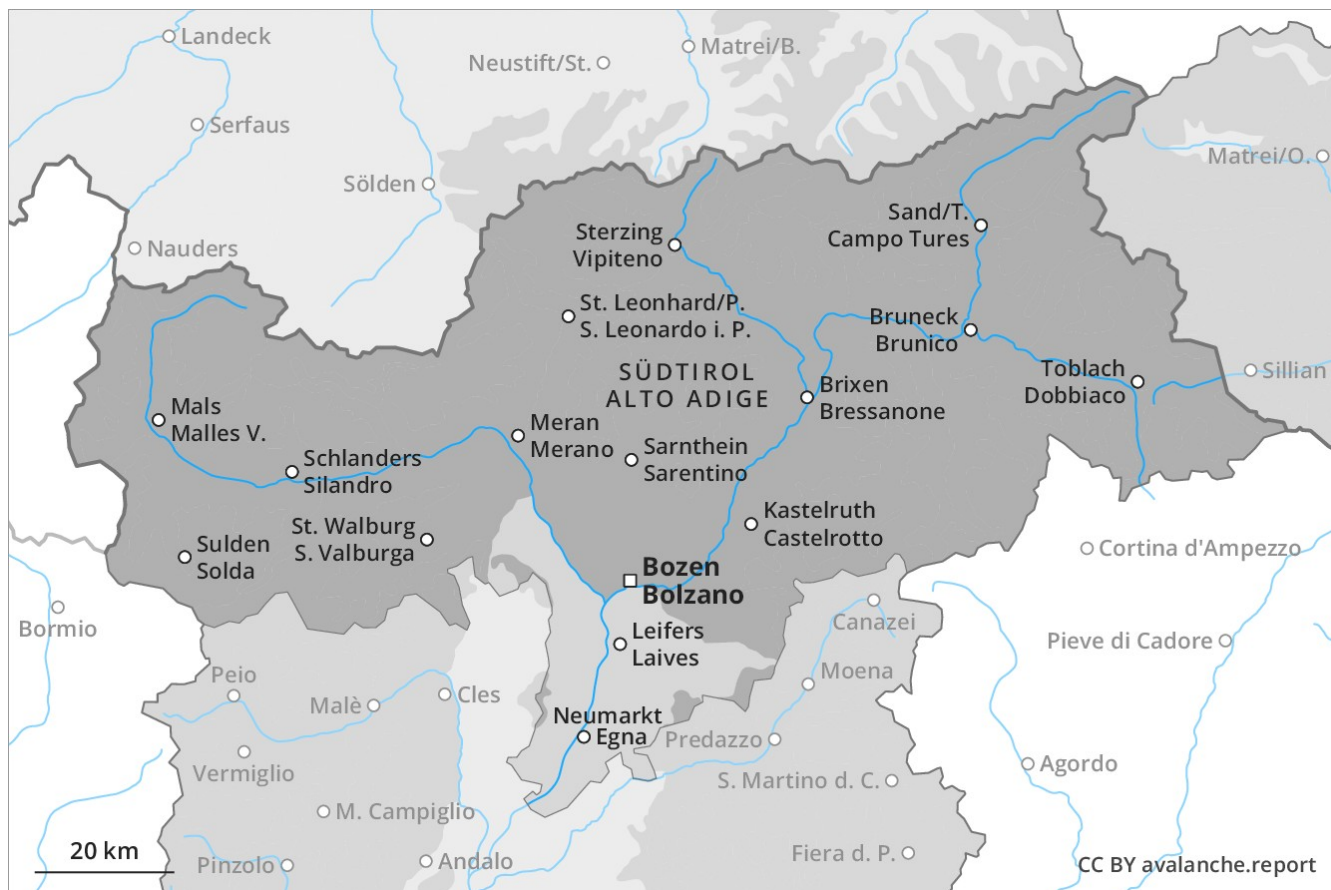 Landeck
Matrei/B.
Neustift/St.
Serfaus
Matrei/O.
Sölden
Sand/T.
Campo Tures
Sterzing
Vipiteno
Nauders
St. Leonhard/P.
S. Leonardo i. P.
Bruneck
Brunico
SÜDTIROL
ALTO ADIGE
Toblach
Dobbiaco
Sillian
Brixen
Bressanone
Mals
Malles V.
Meran
Merano
Sarnthein
Sarentino
Schlanders
Silandro
Kastelruth
Castelrotto
St. Walburg
S. Valburga
Sulden
Solda
Cortina d'Ampezzo
Bozen
Bolzano
Bormio
Canazei
Leifers
Laives
Pieve di Cadore
Peio
Moena
Malè
Cles
Neumarkt
Egna
Predazzo
Vermiglio
Agordo
S. Martino d. C.
M. Campiglio
20 km
Pinzolo
Andalo
Fiera d. P.
CC BY avalanche.report